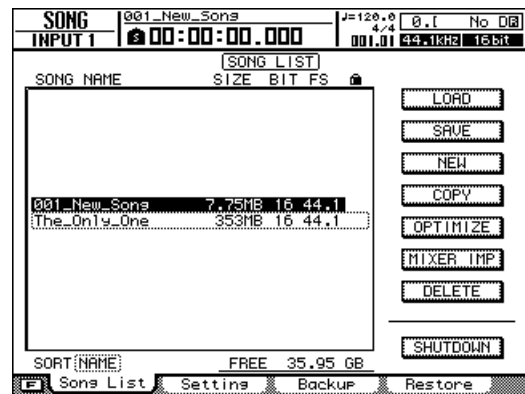 SONG 001_New_Song J=120.0 0.[ No DB
INPUT 1 S 00:00:00.000 4/4 001.01 44.1kHz 16bit
SONG LIST
SONG NAME SIZE BIT FS
001_New_Song 7.75MB 16 44.1
The_Only_One 353MB 16 44.1
LOAD
SAVE
NEW
COPY
OPTIMIZE
MIXER IMP
DELETE
SHUTDOWN
SORT NAME FREE 35.95 GB
F Song List Setting Backup Restore